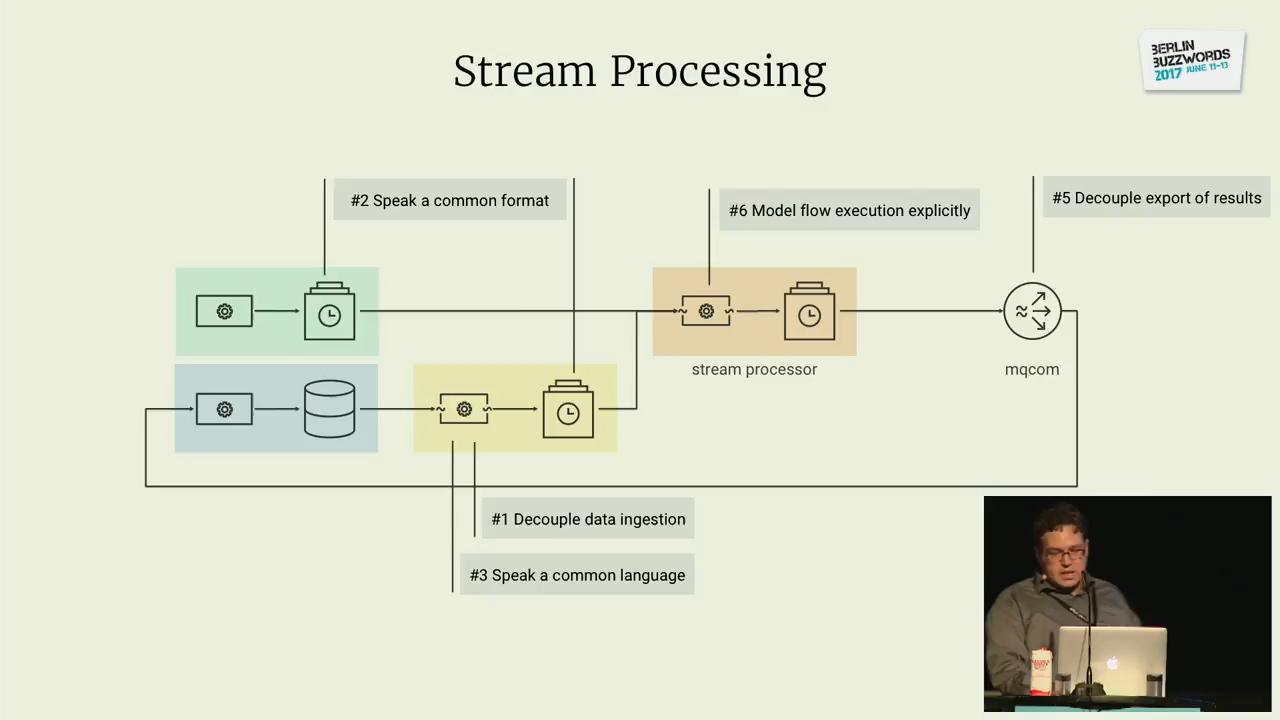 Stream Processing
BERLIN
BUZZWORDS
2017 JUNE 11-13
#2 Speak a common format
#6 Model flow execution explicitly
#5 Decouple export of results
stream processor
mqcom
#1 Decouple data ingestion
#3 Speak a common language